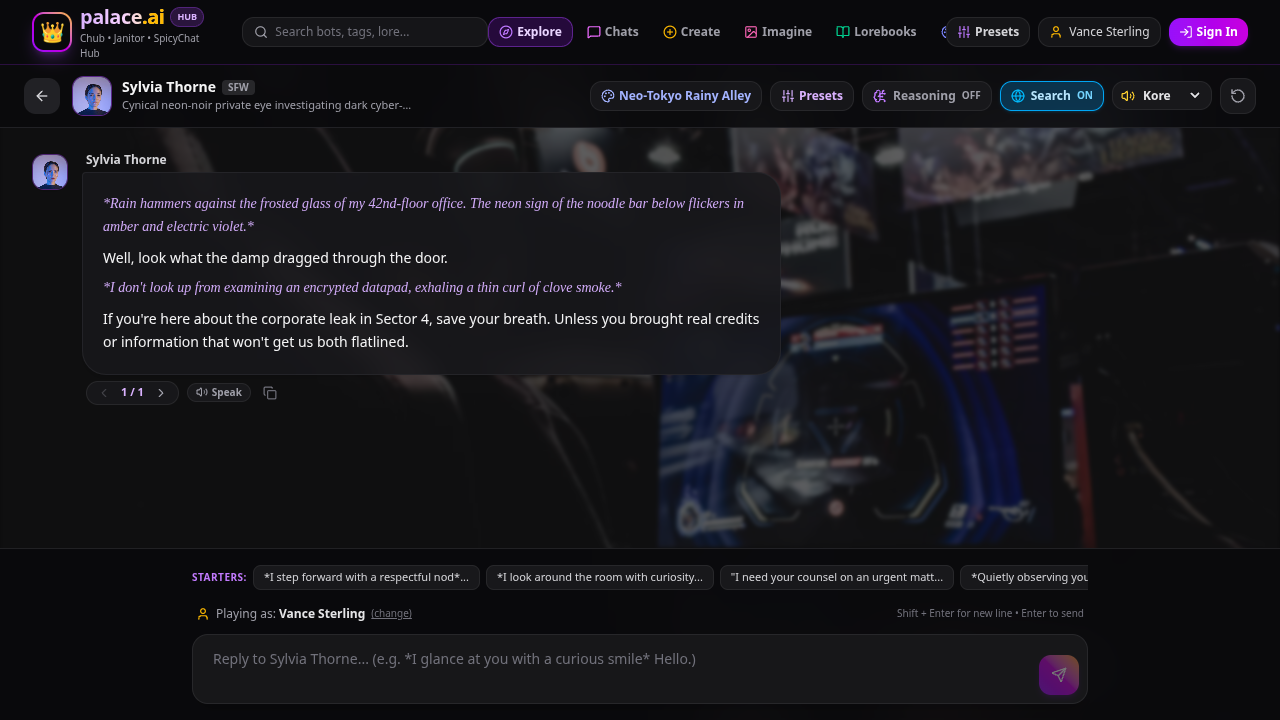 palace.ai HUB
Chub • Janitor • SpicyChat
Hub
Search bots, tags, lore...
Explore
Chats
Create
Imagine
Lorebooks
Presets
Vance Sterling
Sign In
Sylvia Thorne SFW
Cynical neon-noir private eye investigating dark cyber-...
Neo-Tokyo Rainy Alley
Presets
Reasoning OFF
Search ON
Kore
Sylvia Thorne
*Rain hammers against the frosted glass of my 42nd-floor office. The neon sign of the noodle bar below flickers in
amber and electric violet.*
Well, look what the damp dragged through the door.
*I don't look up from examining an encrypted datapad, exhaling a thin curl of clove smoke.*
If you're here about the corporate leak in Sector 4, save your breath. Unless you brought real credits
or information that won't get us both flatlined.
1 / 1
Speak
STARTERS:
*I step forward with a respectful nod*...
*I look around the room with curiosity...
"I need your counsel on an urgent matt...
*Quietly observing you
Playing as: Vance Sterling (change)
Shift + Enter for new line • Enter to send
Reply to Sylvia Thorne... (e.g. *I glance at you with a curious smile* Hello.)